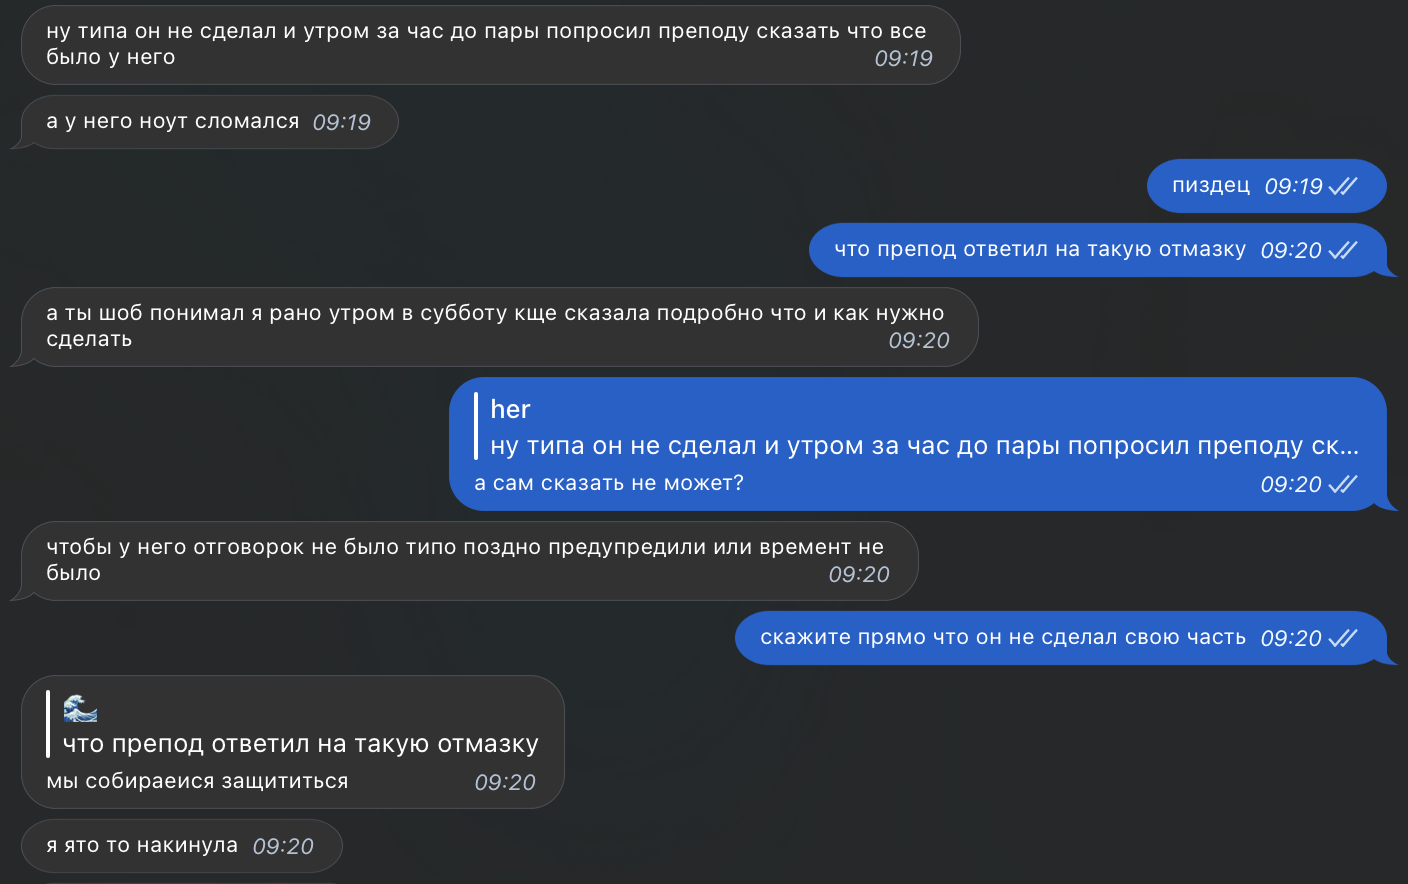 ну типа он не сделал и утром за час до пары попросил преподу сказать что все
было у него 09:19
а у него ноут сломался 09:19
пиздец 09:19
что препод ответил на такую отмазку 09:20
а ты шоб понимал я рано утром в субботу кще сказала подробно что и как нужно
сделать 09:20
her
ну типа он не сделал и утром за час до пары попросил преподу ск...
а сам сказать не может? 09:20
чтобы у него отговорок не было типо поздно предупредили или времент не
было 09:20
скажите прямо что он не сделал свою часть 09:20
🌊
что препод ответил на такую отмазку
мы собираеися защититься 09:20
я ято то накинула 09:20